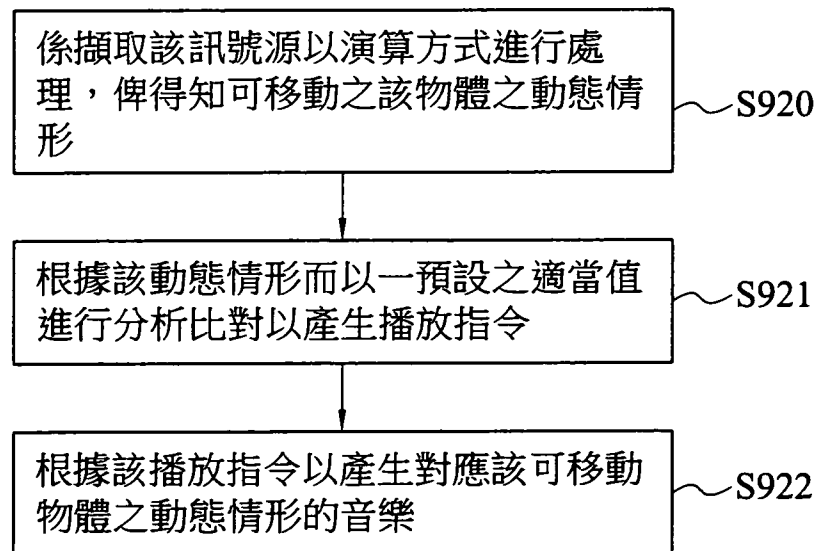 係擷取該訊號源以演算方式進行處
理，俾得知可移動之該物體之動態情
形
S920
根據該動態情形而以一預設之適當值
進行分析比對以產生播放指令
S921
根據該播放指令以產生對應該可移動
物體之動態情形的音樂
S922